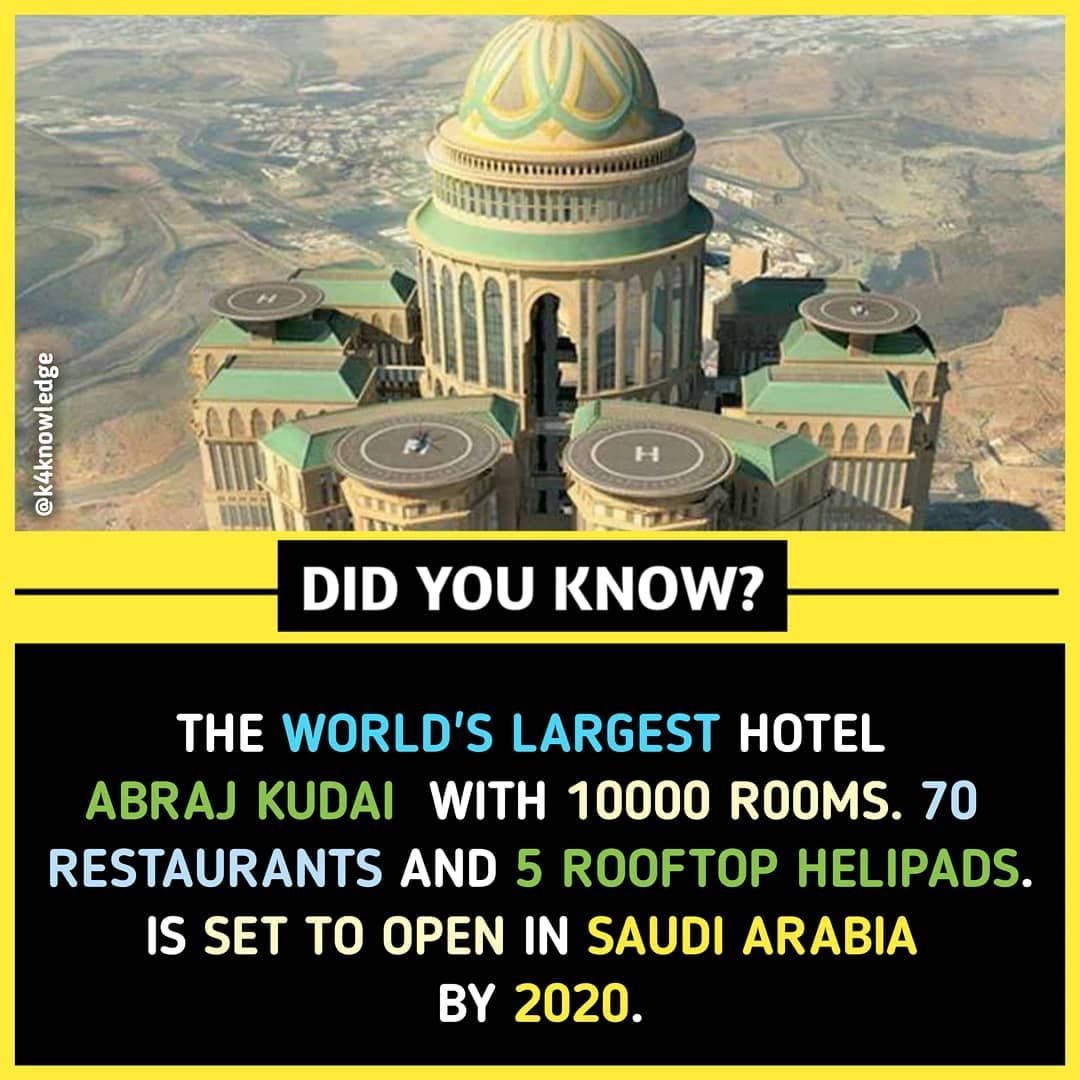 @k4knowledge
DID YOU KNOW?
THE WORLD'S LARGEST HOTEL
ABRAJ KUDAI WITH 10000 ROOMS. 70
RESTAURANTS AND 5 ROOFTOP HELIPADS.
IS SET TO OPEN IN SAUDI ARABIA
BY 2020.
H
H